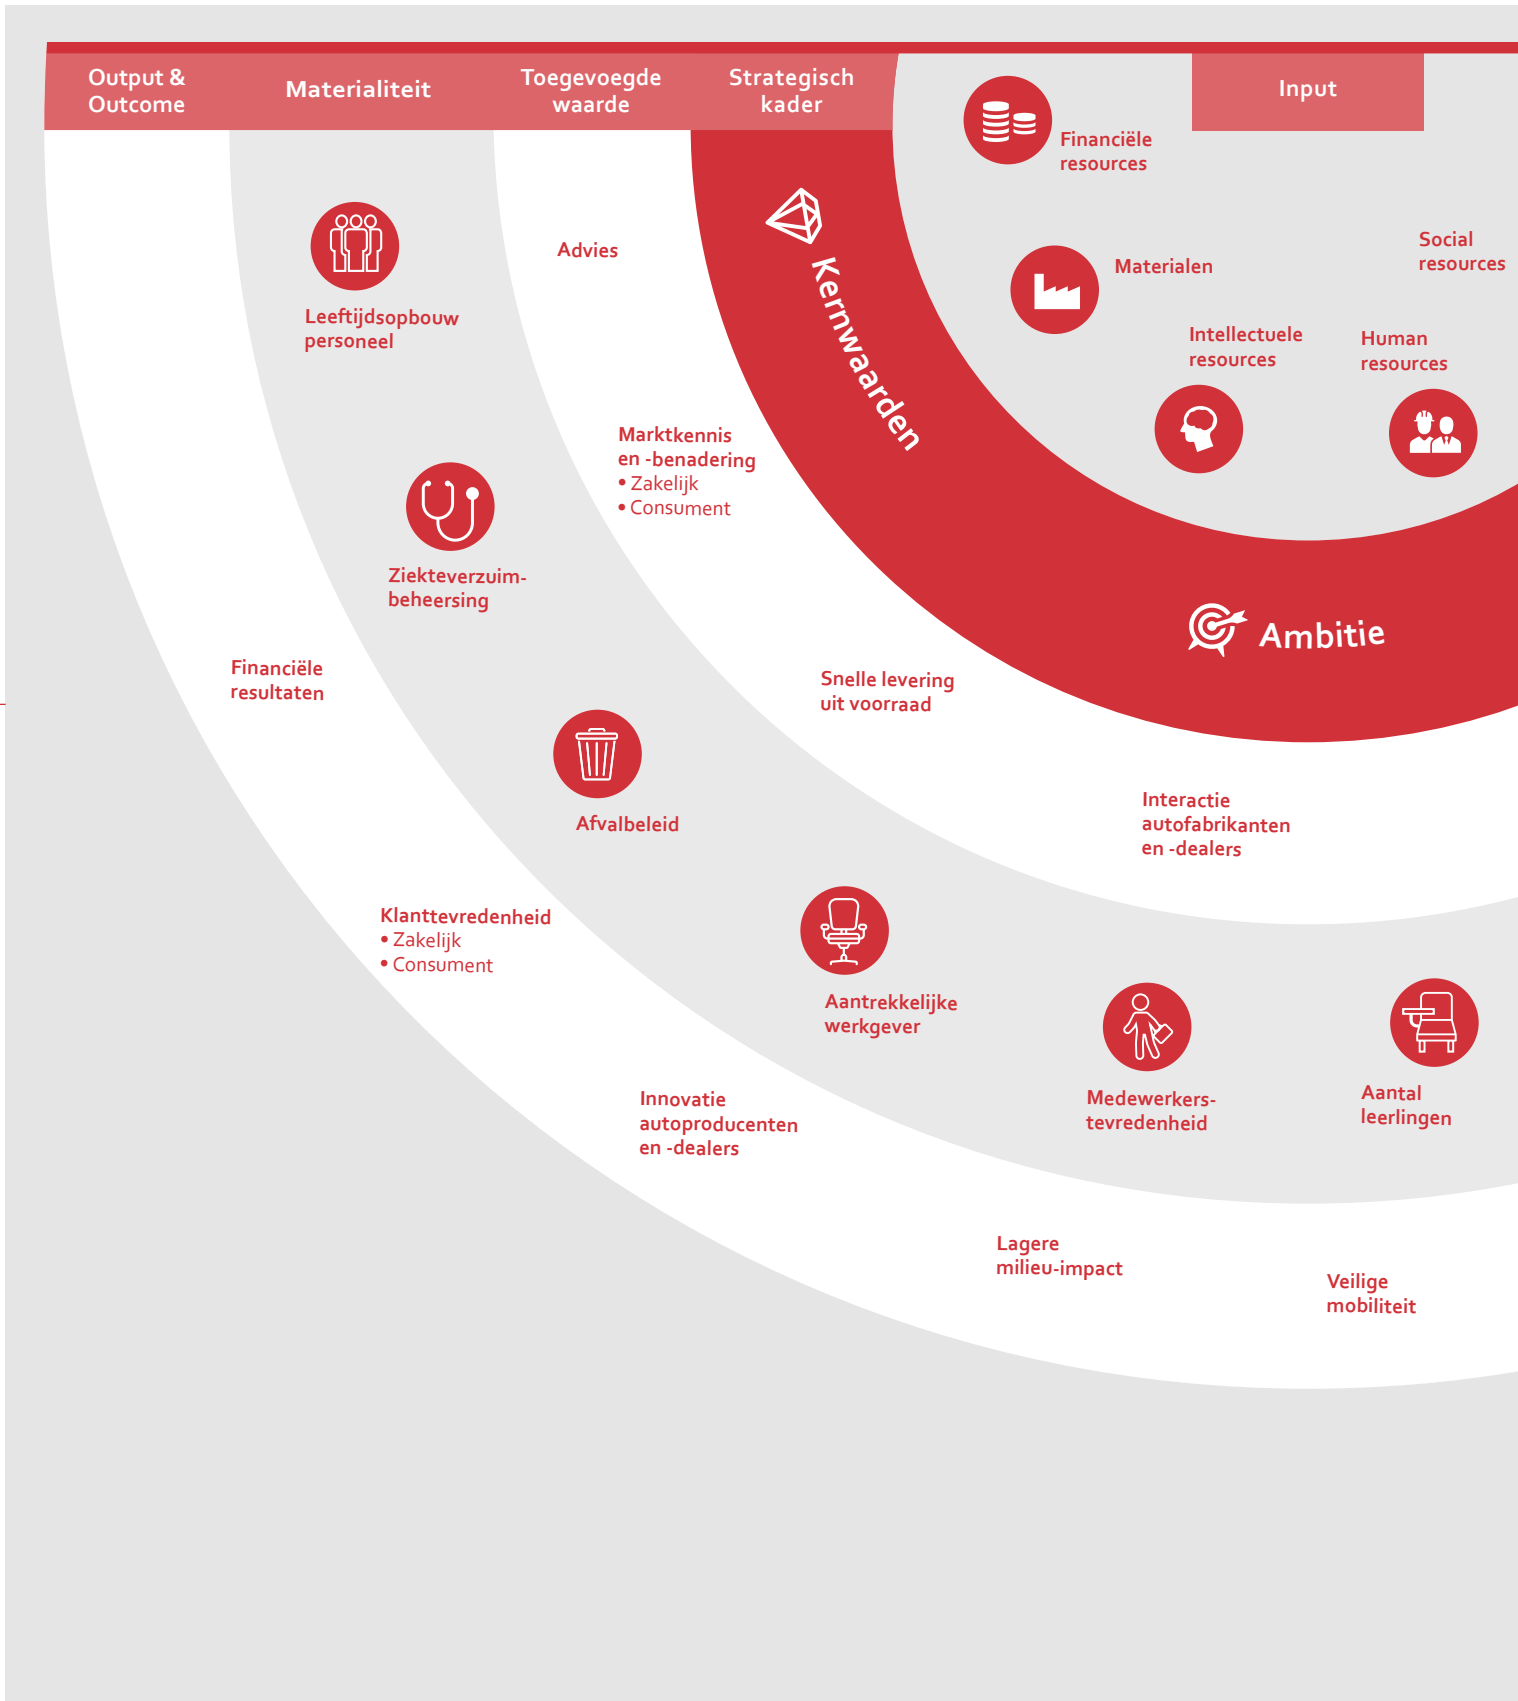 Output &
Outcome
Materialiteit
Toegevoegde
waarde
Strategisch
kader
Input
Financiële
resources
Materialen
Social
resources
Intellectuele
resources
Human
resources
Kernwaarden
Ambitie
Advies
Marktkennis
en -benadering
• Zakelijk
• Consument
Snelle levering
uit voorraad
Interactie
autofabrikanten
en -dealers
Leeftijdsopbouw
personeel
Ziekteverzuim-
beheersing
Afvalbeleid
Aantrekkelijke
werkgever
Medewerkers-
tevredenheid
Aantal
leerlingen
Financiële
resultaten
Klanttevredenheid
• Zakelijk
• Consument
Innovatie
autoproducenten
en -dealers
Lagere
milieu-impact
Veilige
mobiliteit